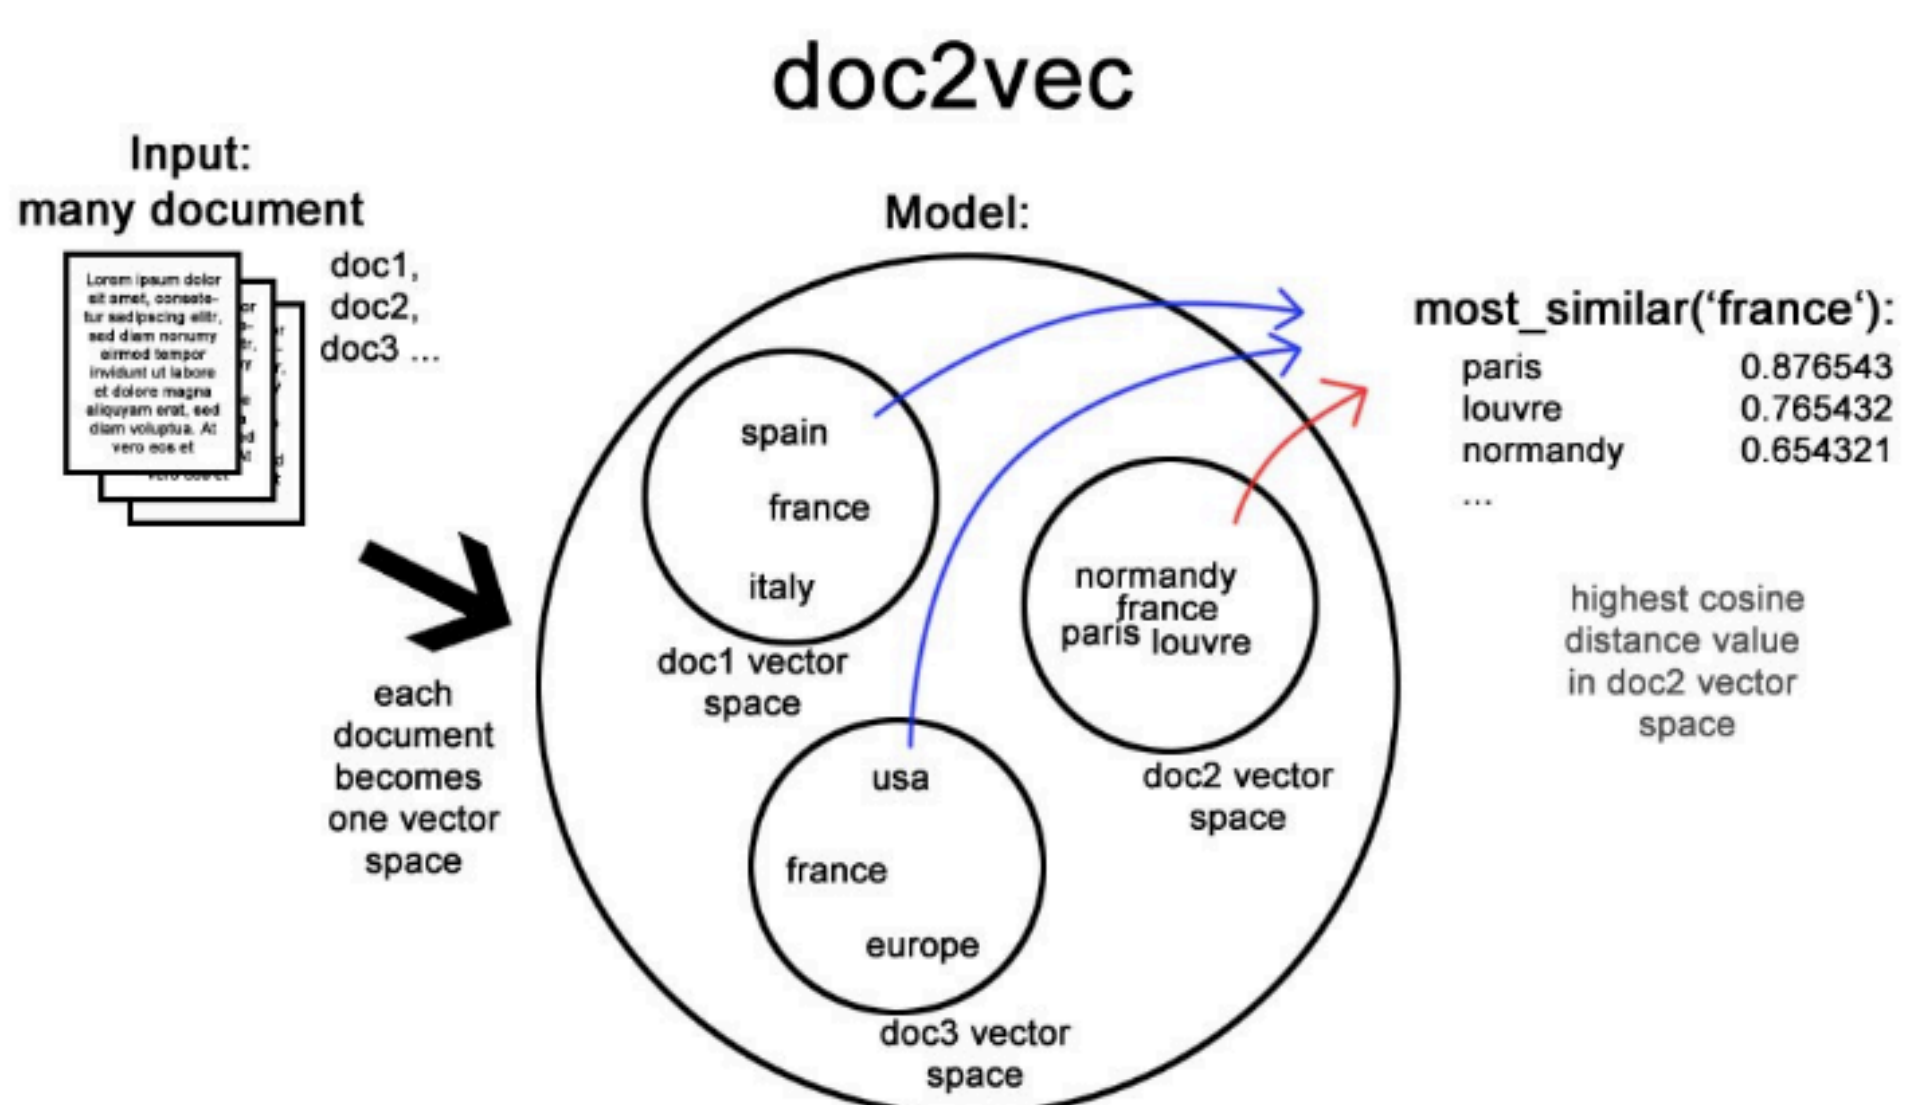 doc2vec
Input:
many document
Lorem ipsum dolor
sit amet, consete-
tur sadipscing elitr,
sed diam nonumy
eirmod tempor
invidunt ut labore
et dolore magna
aliquyam erat, sed
diam voluptua. At
vero eos et
doc1,
doc2,
doc3 ...
each
document
becomes
one vector
space
Model:
spain
france
italy
doc1 vector
space
normandy
france
paris louvre
doc2 vector
space
usa
france
europe
doc3 vector
space
most_similar(‘france‘):
paris 0.876543
louvre 0.765432
normandy 0.654321
...
highest cosine
distance value
in doc2 vector
space